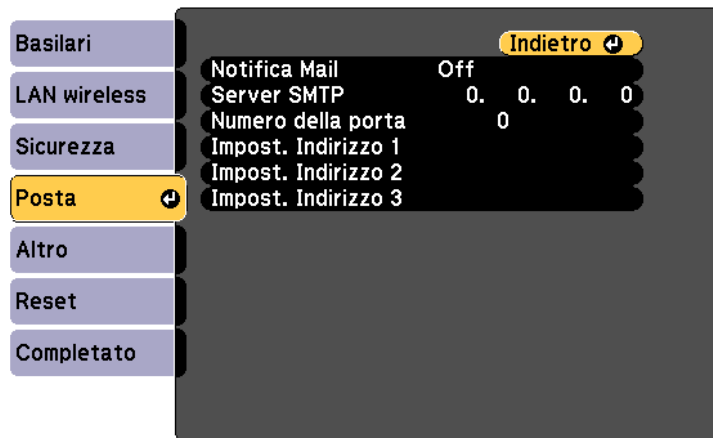 Basilari
LAN wireless
Sicurezza
Posta
Altro
Reset
Completato
Indietro
Notifica Mail Off
Server SMTP 0. 0. 0. 0
Numero della porta 0
Impost. Indirizzo 1
Impost. Indirizzo 2
Impost. Indirizzo 3